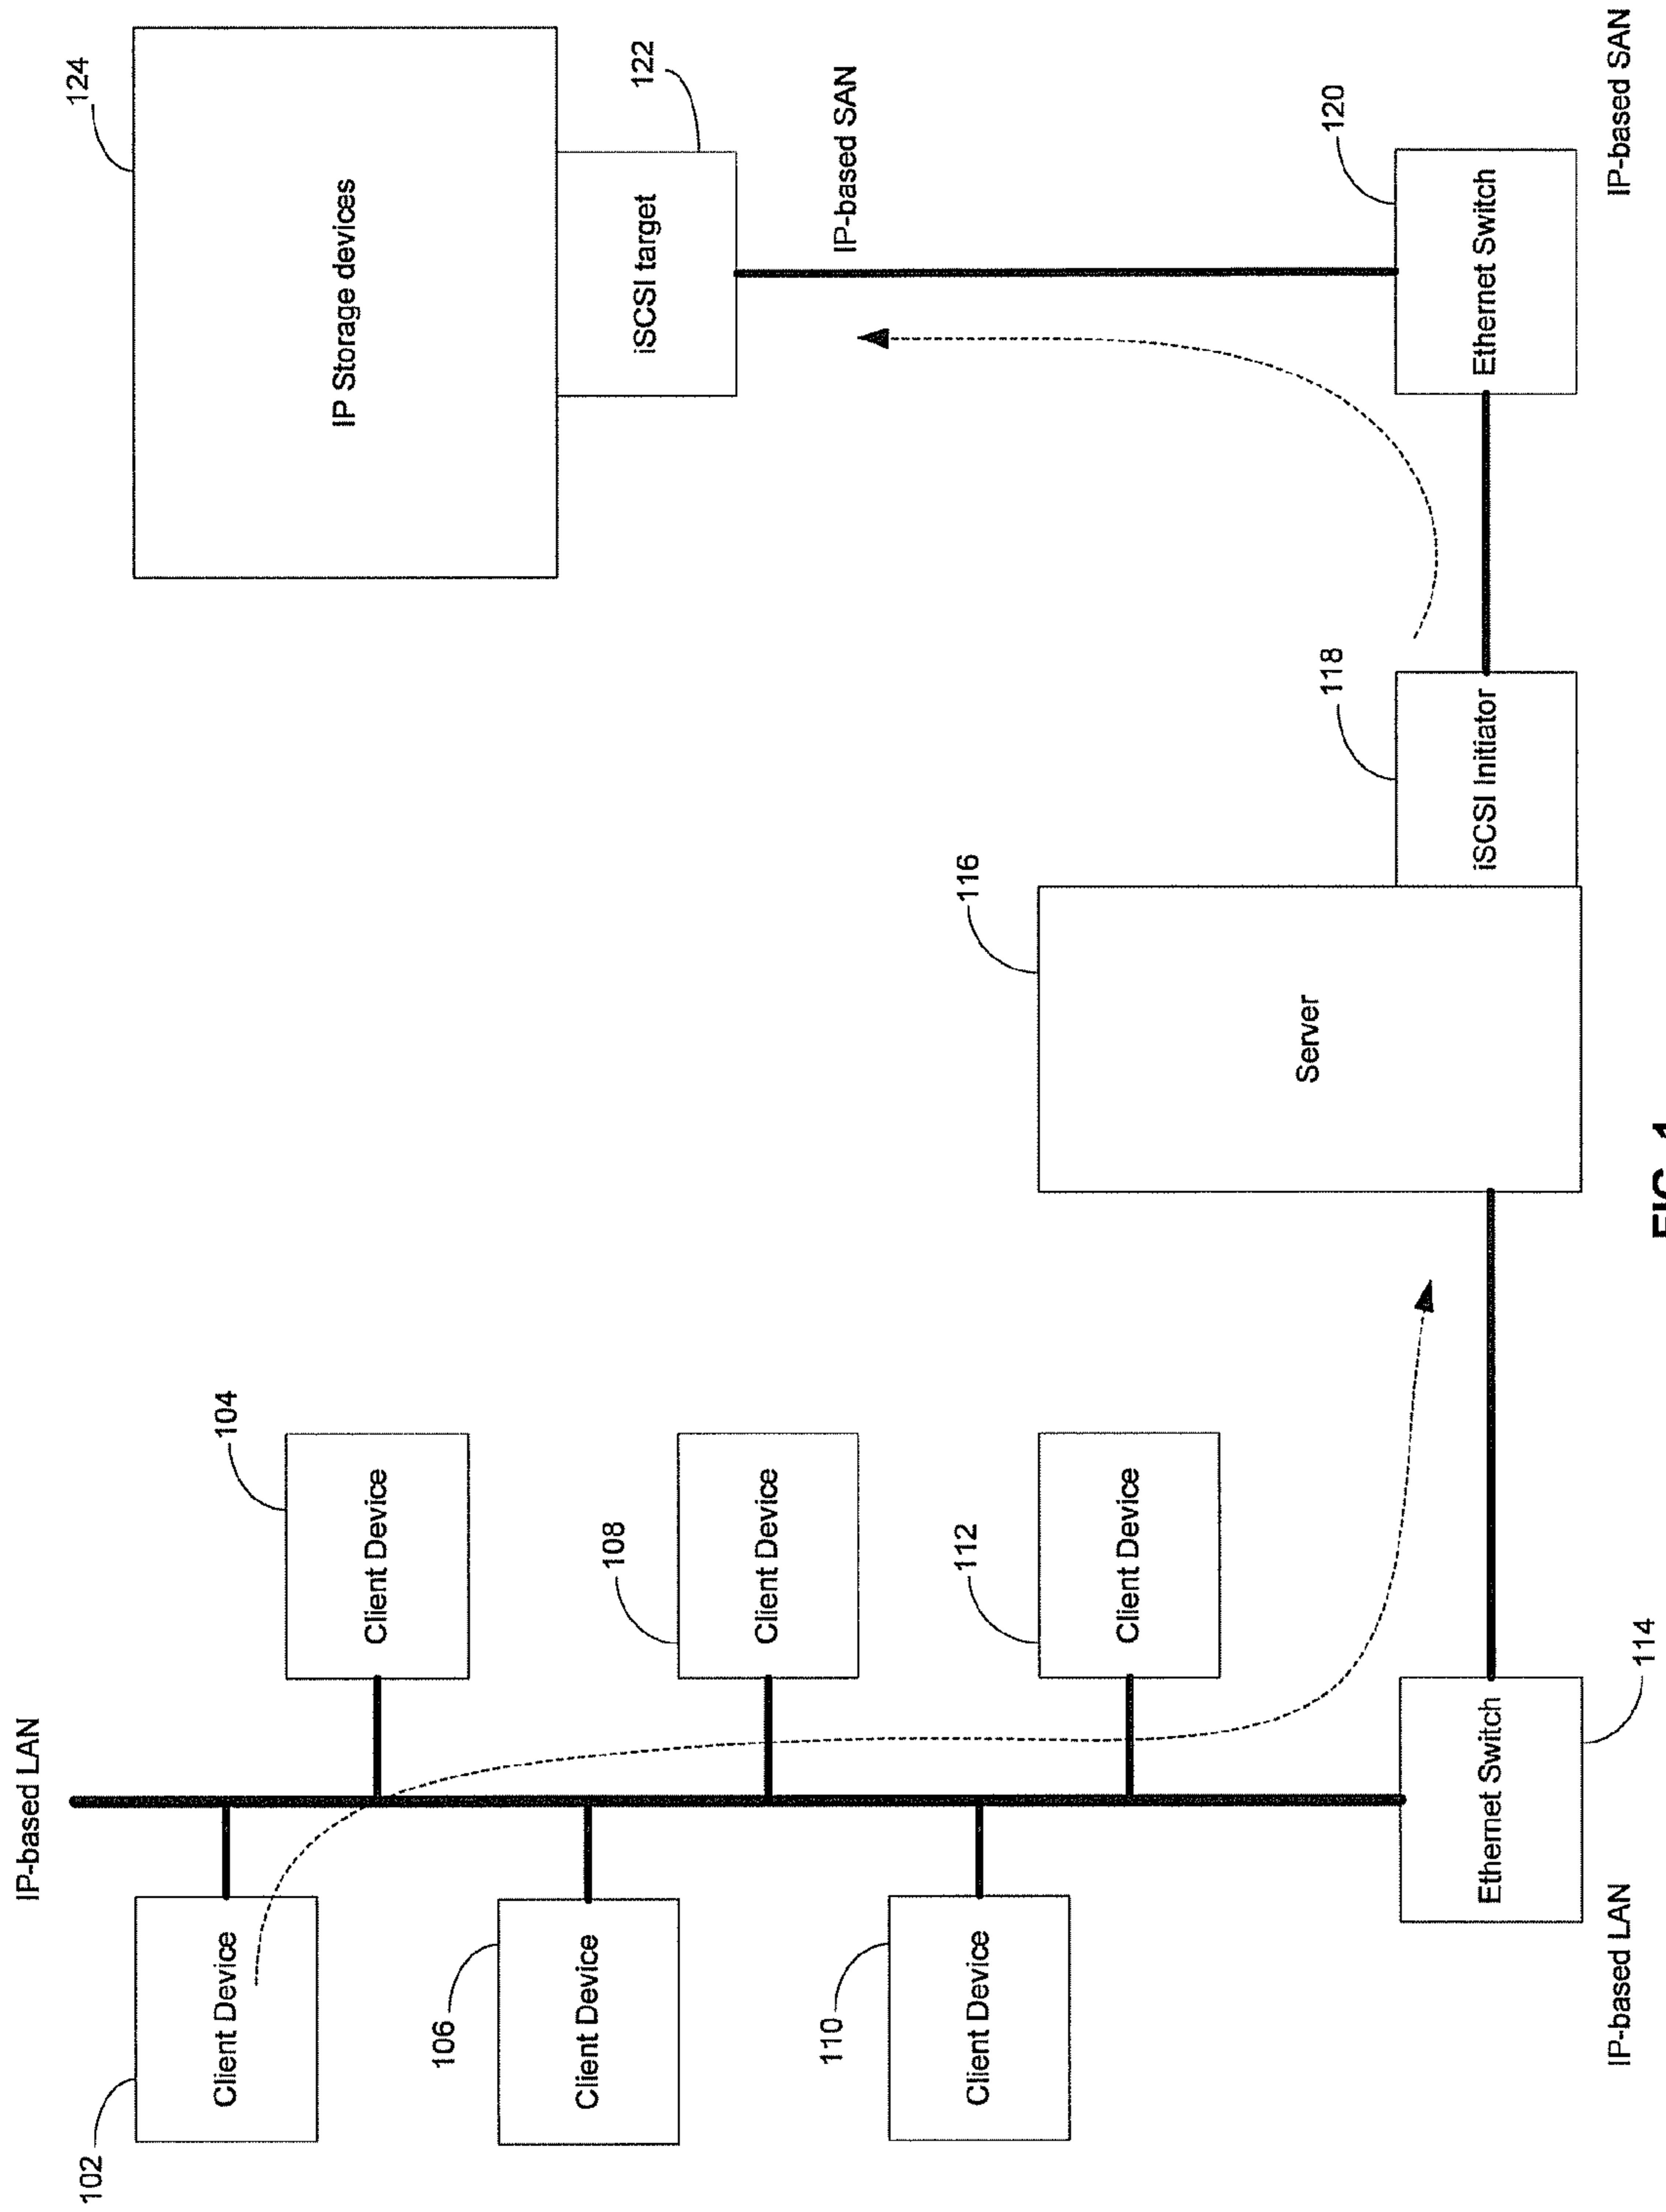 IP-based LAN
102
Client Device
104
Client Device
106
Client Device
108
Client Device
110
Client Device
112
Client Device
Ethernet Switch
114
IP-based LAN
116
Server
118
iSCSI Initiator
124
IP Storage devices
122
iSCSI target
IP-based SAN
120
Ethernet Switch
IP-based SAN
FIG. 1